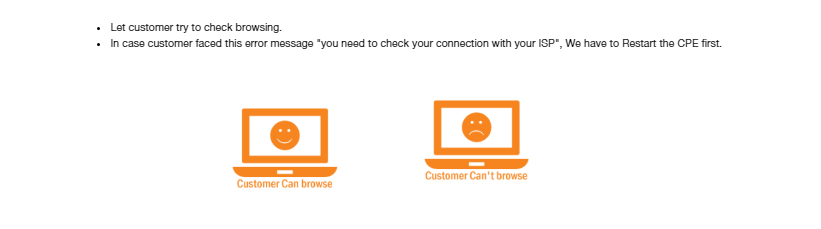 • Let customer try to check browsing.
• In case customer faced this error message "you need to check your connection with your ISP", We have to Restart the CPE first.
Customer Can browse
Customer Can't browse